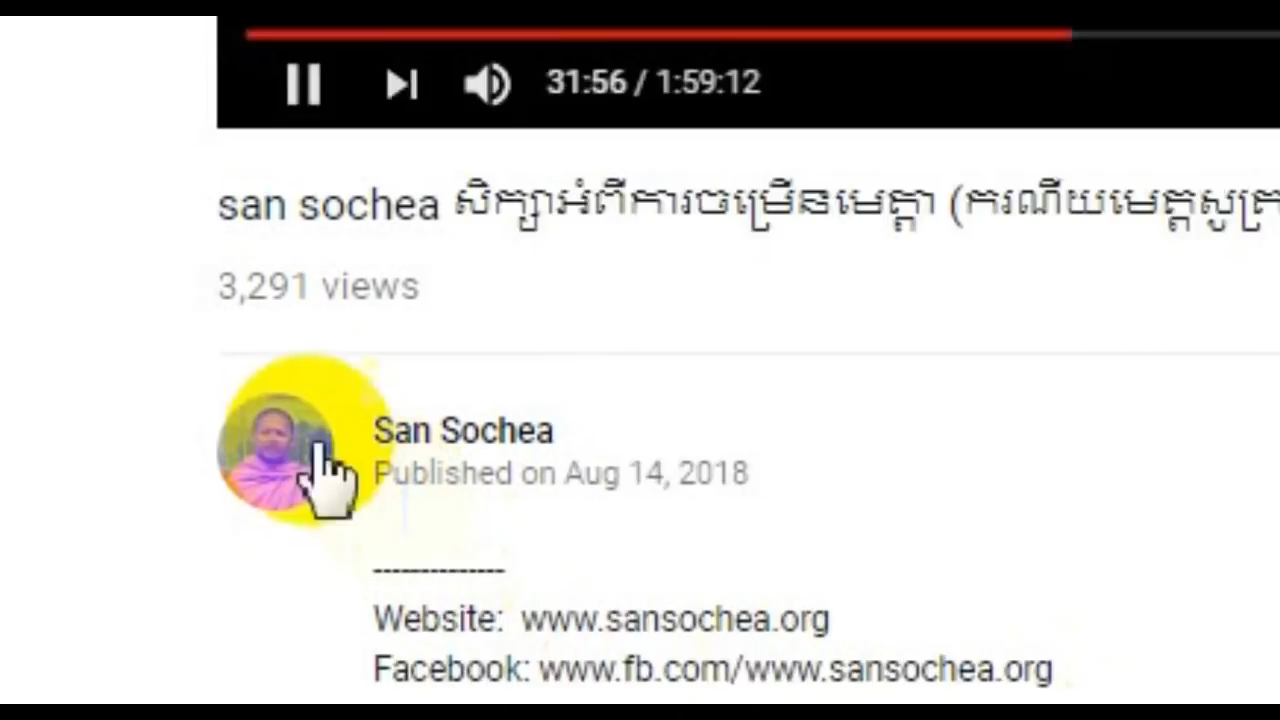 31:56 / 1:59:12
san sochea សិក្សាអំពីការចម្រើនមេត្តា (ករណីយមេត្តសូត្រ
3,291 views
San Sochea
Published on Aug 14, 2018
---------------
Website: www.sansochea.org
Facebook: www.fb.com/www.sansochea.org